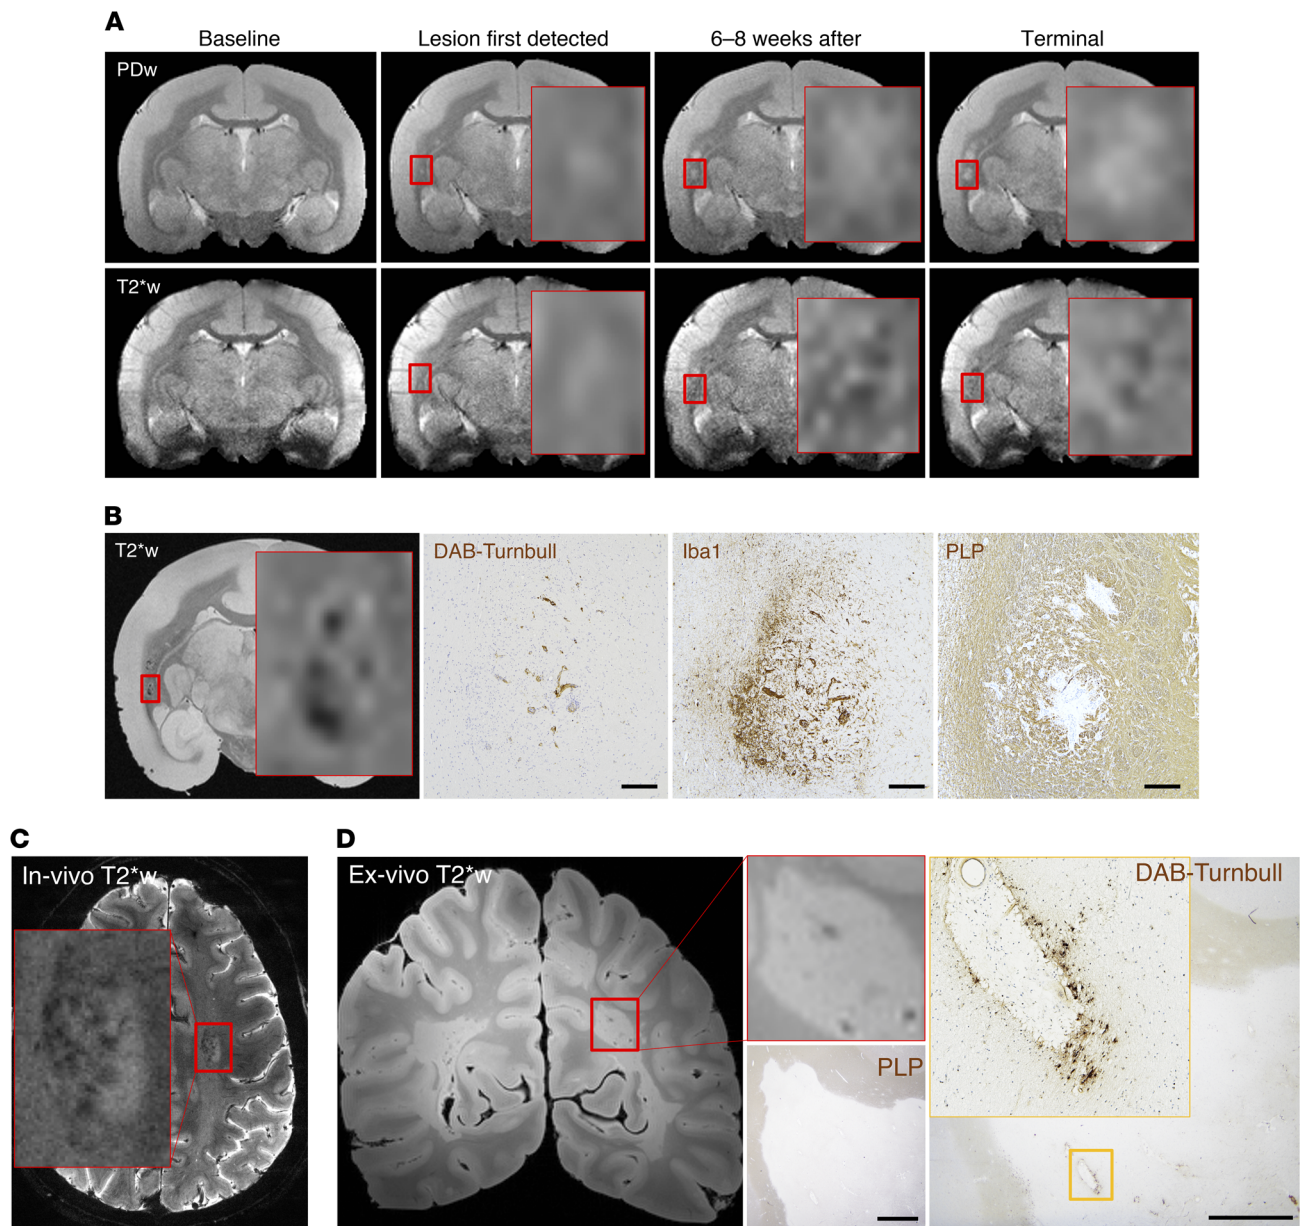 A
Baseline
Lesion first detected
6–8 weeks after
Terminal
PDw
T2*w
B
T2*w
DAB-Turnbull
Iba1
PLP
C
In-vivo T2*w
D
Ex-vivo T2*w
PLP
DAB-Turnbull